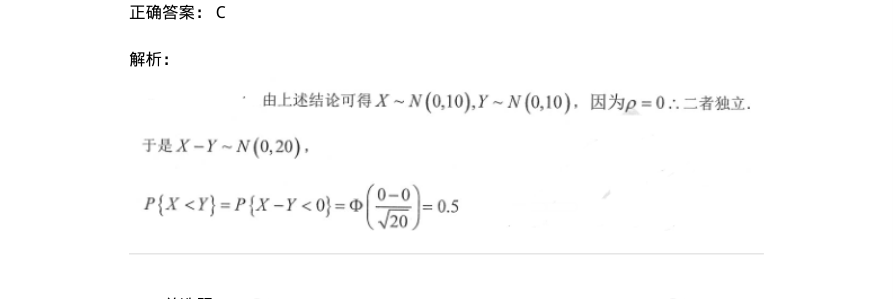 正确答案： C
解析：
由上述结论可得 X ~ N(0,10), Y ~ N(0,10)，因为ρ = 0∴二者独立.
于是 X − Y ~ N(0,20)，
P{X < Y} = P{X − Y < 0} = Φ((0−0)/√20) = 0.5